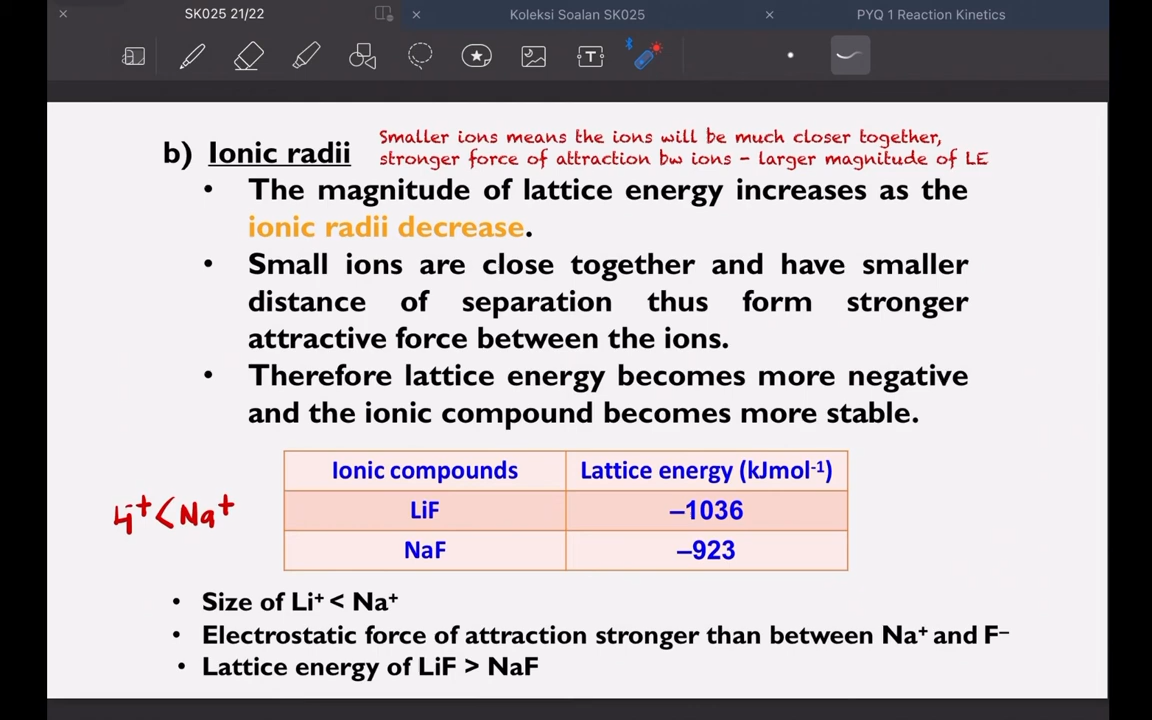 SK025 21/22
Koleksi Soalan SK025
PYQ 1 Reaction Kinetics
b) Ionic radii
Smaller ions means the ions will be much closer together,
stronger force of attraction bw ions - larger magnitude of LE
• The magnitude of lattice energy increases as the
ionic radii decrease.
• Small ions are close together and have smaller
distance of separation thus form stronger
attractive force between the ions.
• Therefore lattice energy becomes more negative
and the ionic compound becomes more stable.
Ionic compounds Lattice energy (kJmol⁻¹)
LiF –1036
Li⁺ < Na⁺
NaF –923
• Size of Li⁺ < Na⁺
• Electrostatic force of attraction stronger than between Na⁺ and F⁻
• Lattice energy of LiF > NaF